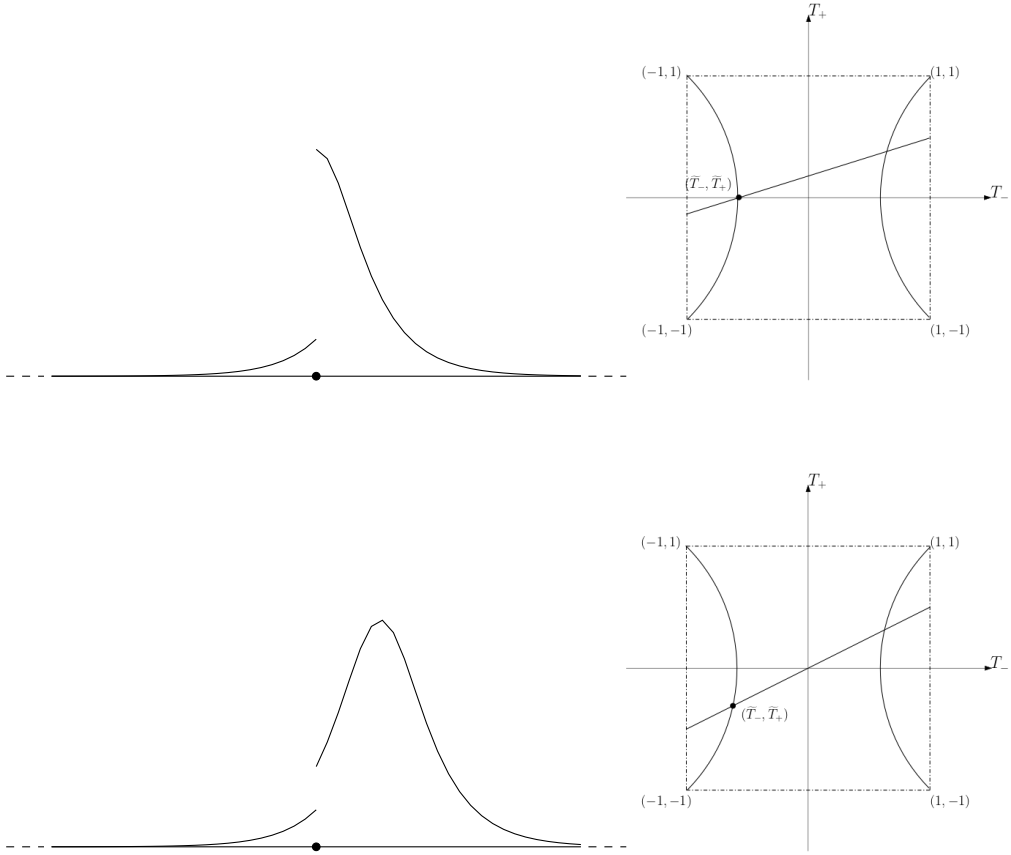 T₊
(−1, 1)
(1, 1)
(T̃₋, T̃₊)
T₋
(−1, −1)
(1, −1)
T₊
(−1, 1)
(1, 1)
T₋
(T̃₋, T̃₊)
(−1, −1)
(1, −1)